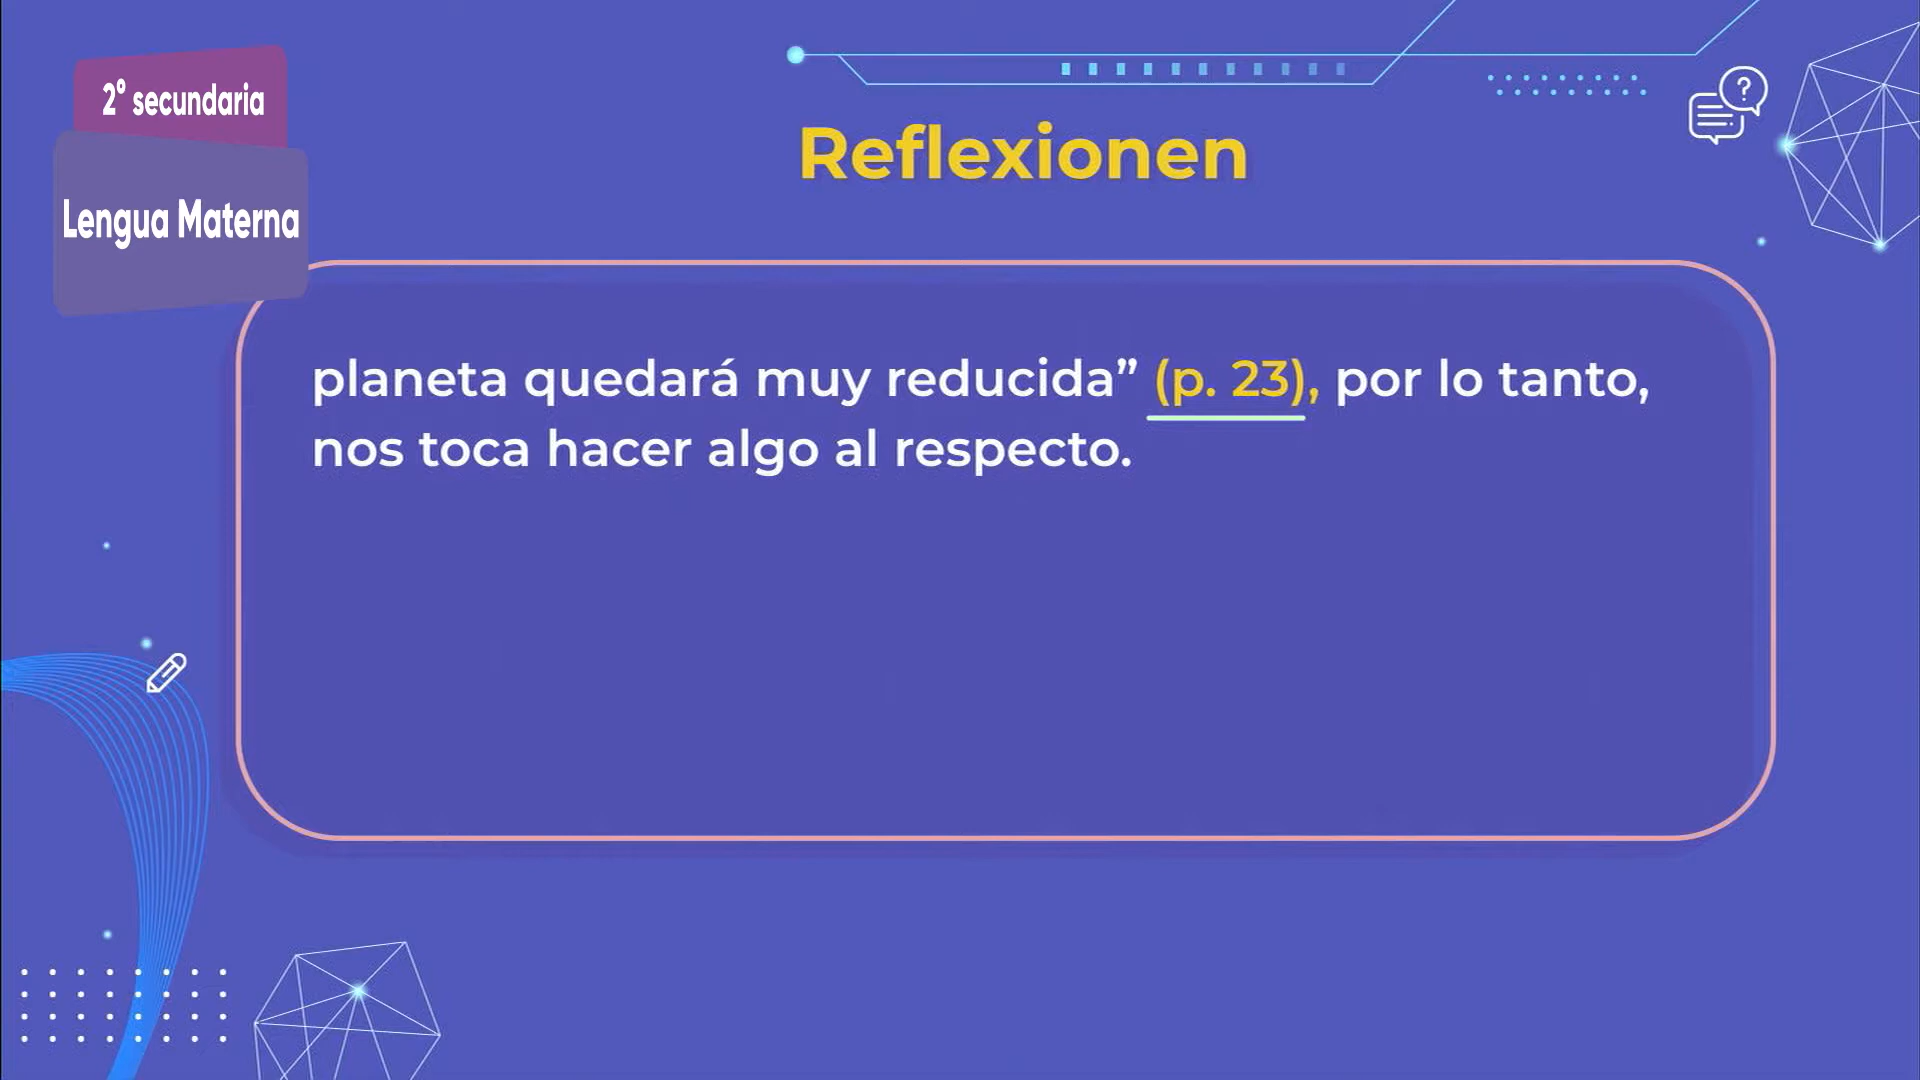 2° secundaria
Lengua Materna
Reflexionen
planeta quedará muy reducida” (p. 23), por lo tanto,
nos toca hacer algo al respecto.